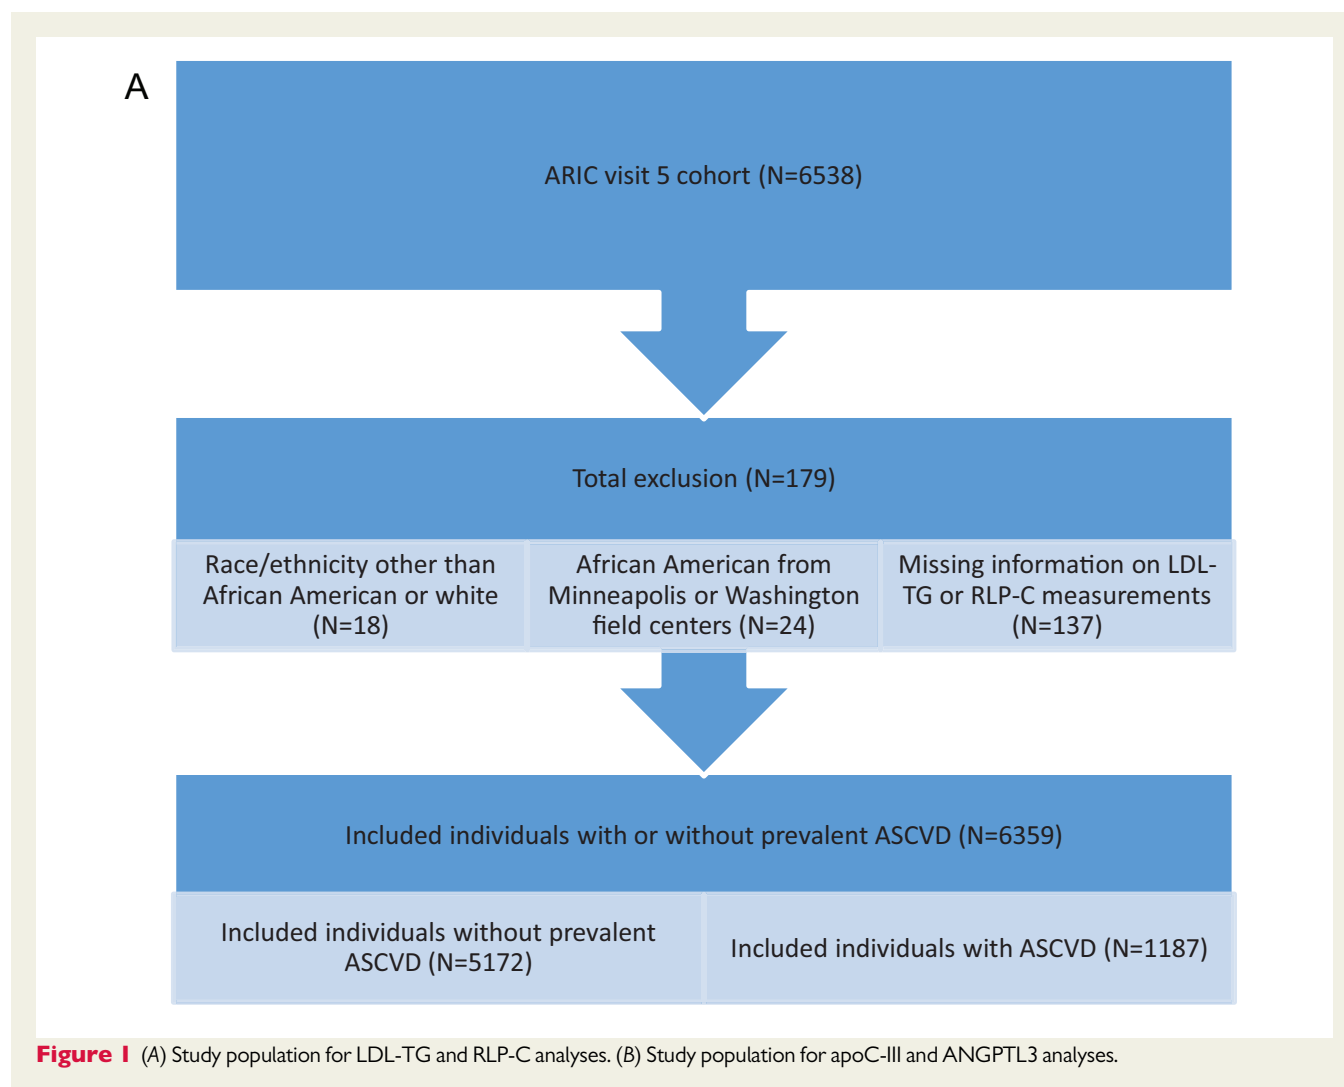 A
ARIC visit 5 cohort (N=6538)
Total exclusion (N=179)
Race/ethnicity other than
African American or white
(N=18)
African American from
Minneapolis or Washington
field centers (N=24)
Missing information on LDL-
TG or RLP-C measurements
(N=137)
Included individuals with or without prevalent ASCVD (N=6359)
Included individuals without prevalent
ASCVD (N=5172)
Included individuals with ASCVD (N=1187)
Figure 1 (A) Study population for LDL-TG and RLP-C analyses. (B) Study population for apoC-III and ANGPTL3 analyses.